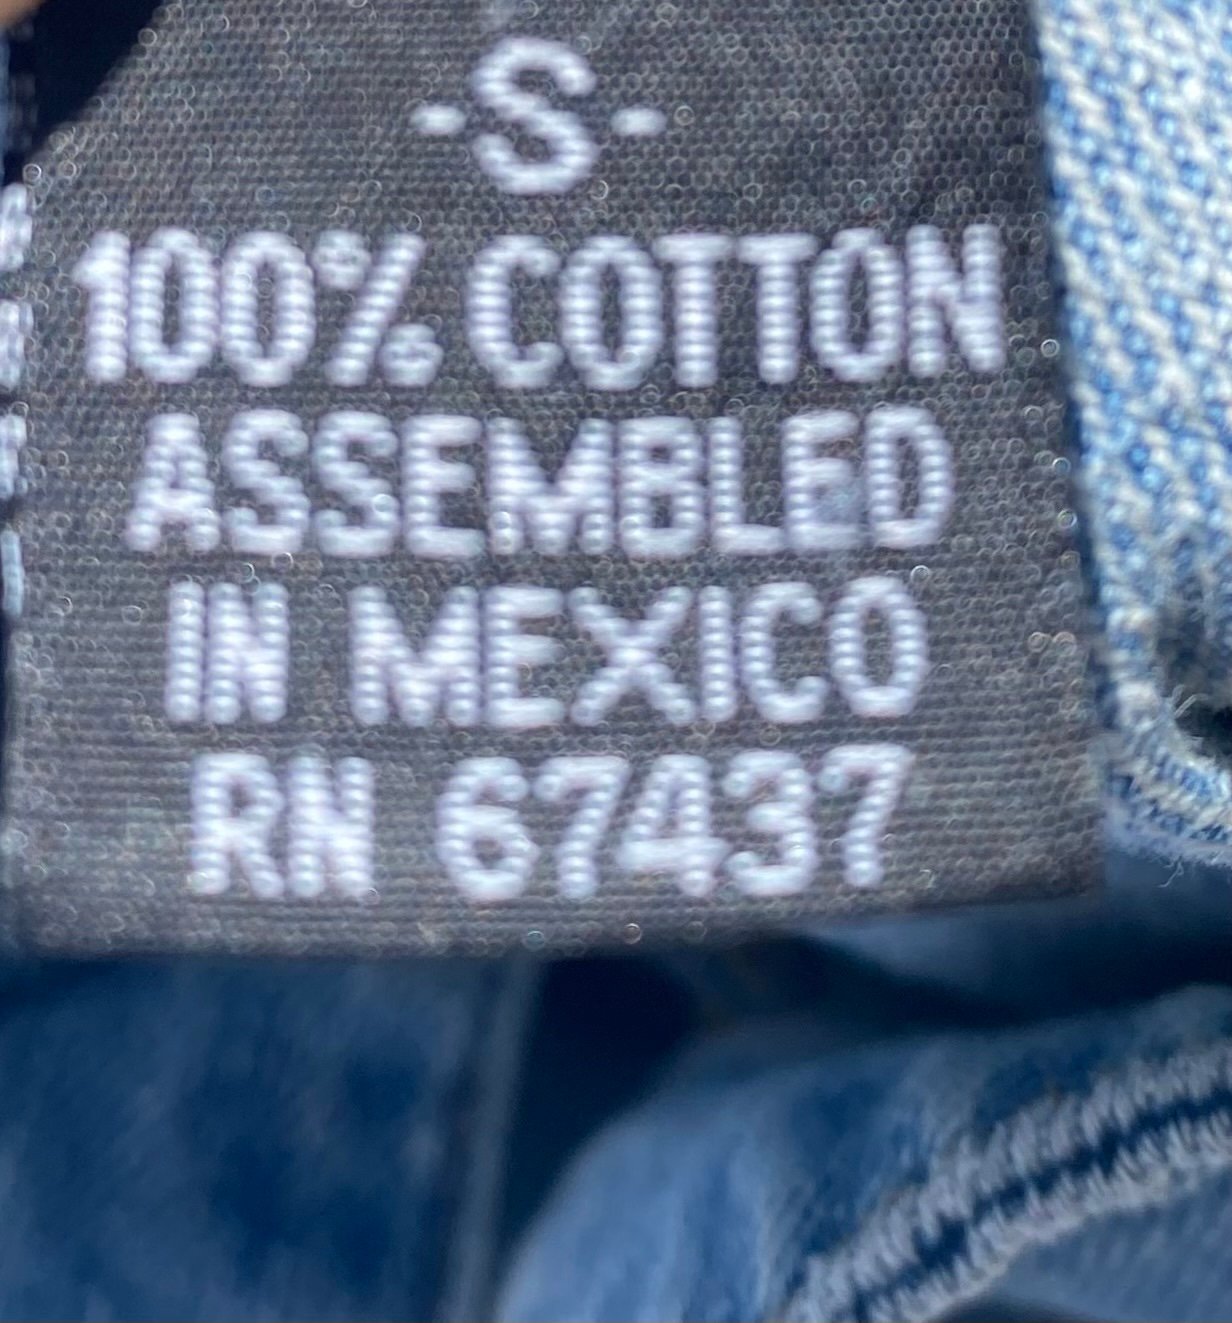 -S-
100% COTTON
ASSEMBLED
IN MEXICO
RN 67437